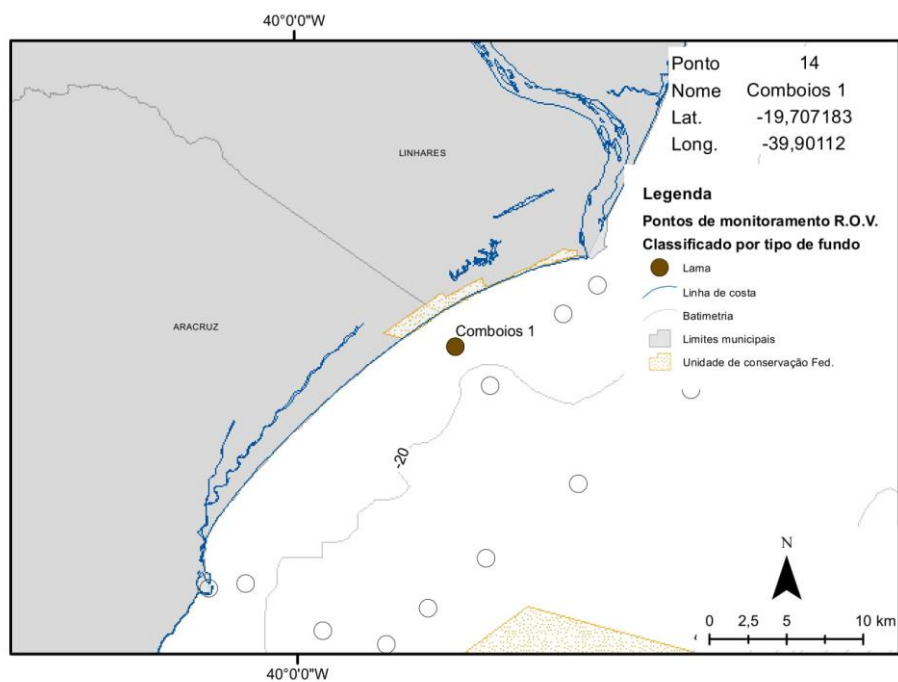 40°0'0"W
Ponto 14
Nome Comboios 1
Lat. -19,707183
Long. -39,90112
LINHARES
Legenda
Pontos de monitoramento R.O.V.
Classificado por tipo de fundo
Lama
Linha de costa
Batimetria
Limites municipais
Unidade de conservação Fed.
ARACRUZ
Comboios 1
-20
N
0 2,5 5 10 km
40°0'0"W